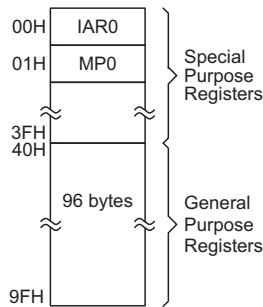 00H IAR0
01H MP0
Special
Purpose
Registers
3FH
40H
96 bytes
General
Purpose
Registers
9FH